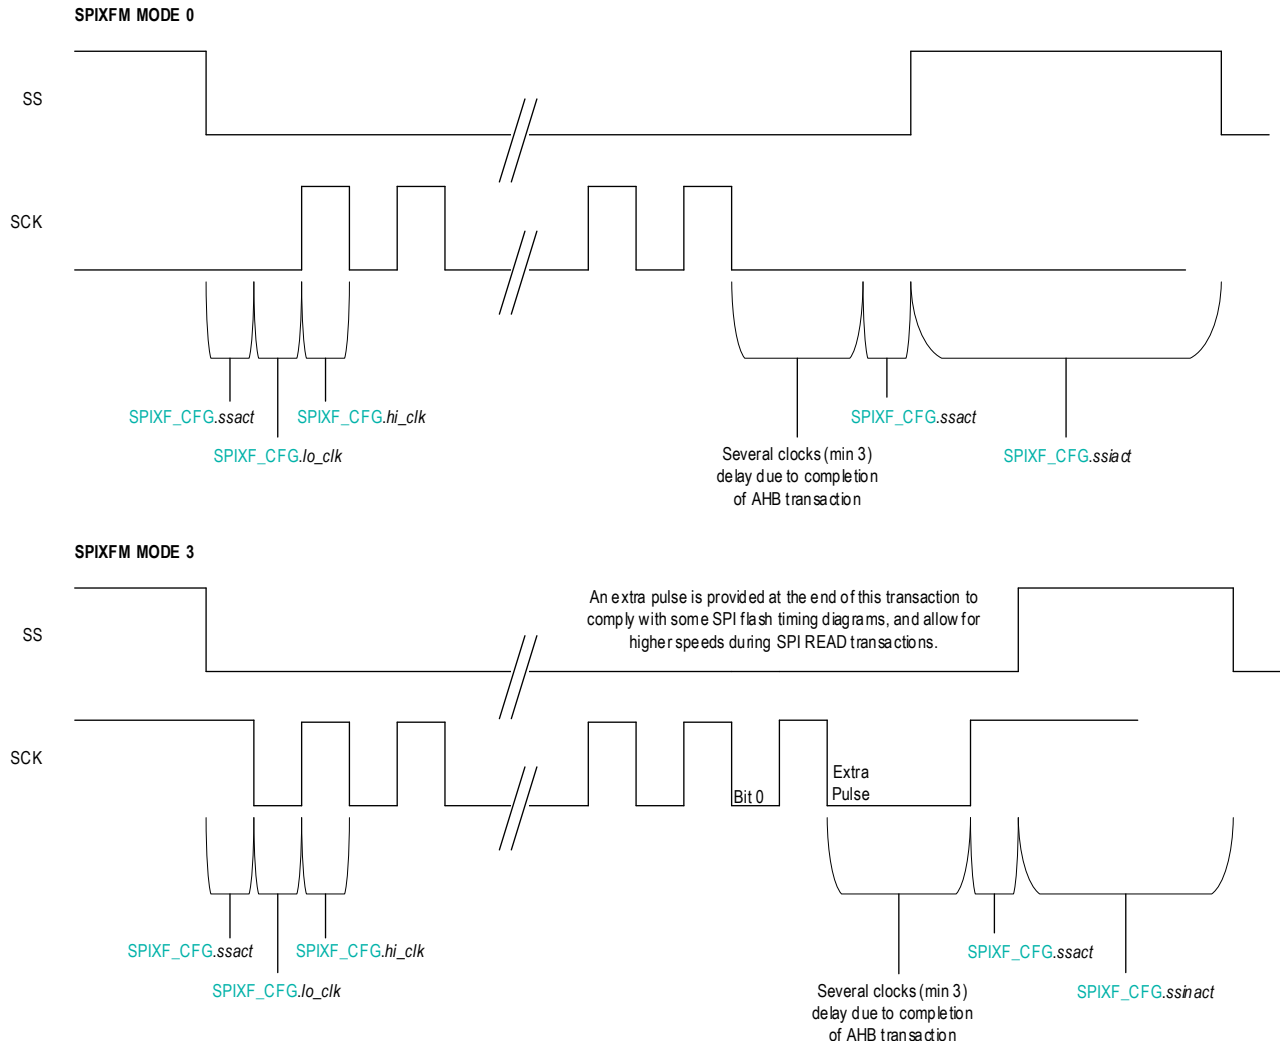 SPIXFM MODE 0
SS
SCK
SPIXF_CFG.ssact
SPIXF_CFG.hi_clk
SPIXF_CFG.ssact
SPIXF_CFG.lo_clk
Several clocks (min 3)
delay due to completion
of AHB transaction
SPIXF_CFG.ssiact
SPIXFM MODE 3
An extra pulse is provided at the end of this transaction to
comply with some SPI flash timing diagrams, and allow for
higher speeds during SPI READ transactions.
SS
SCK
Bit 0
Extra
Pulse
SPIXF_CFG.ssact
SPIXF_CFG.hi_clk
SPIXF_CFG.ssact
SPIXF_CFG.lo_clk
Several clocks (min 3)
delay due to completion
of AHB transaction
SPIXF_CFG.ssinact